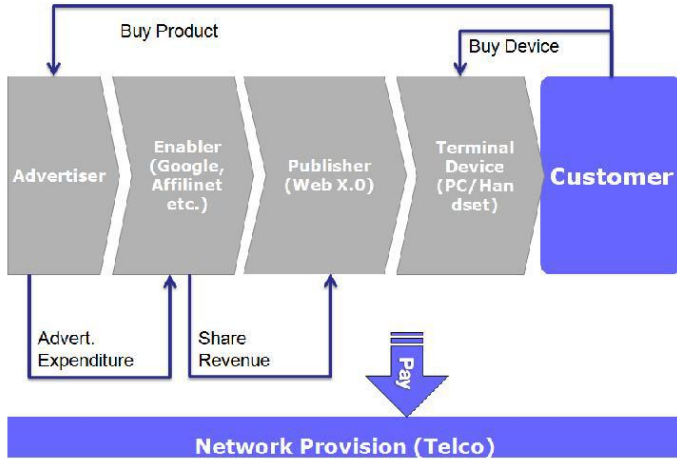 Buy Product
Buy Device
Advertiser
Enabler
(Google,
Affilinet
etc.)
Publisher
(Web X.0)
Terminal
Device
(PC/Han
dset)
Customer
Advert.
Expenditure
Share
Revenue
Pay
Network Provision (Telco)